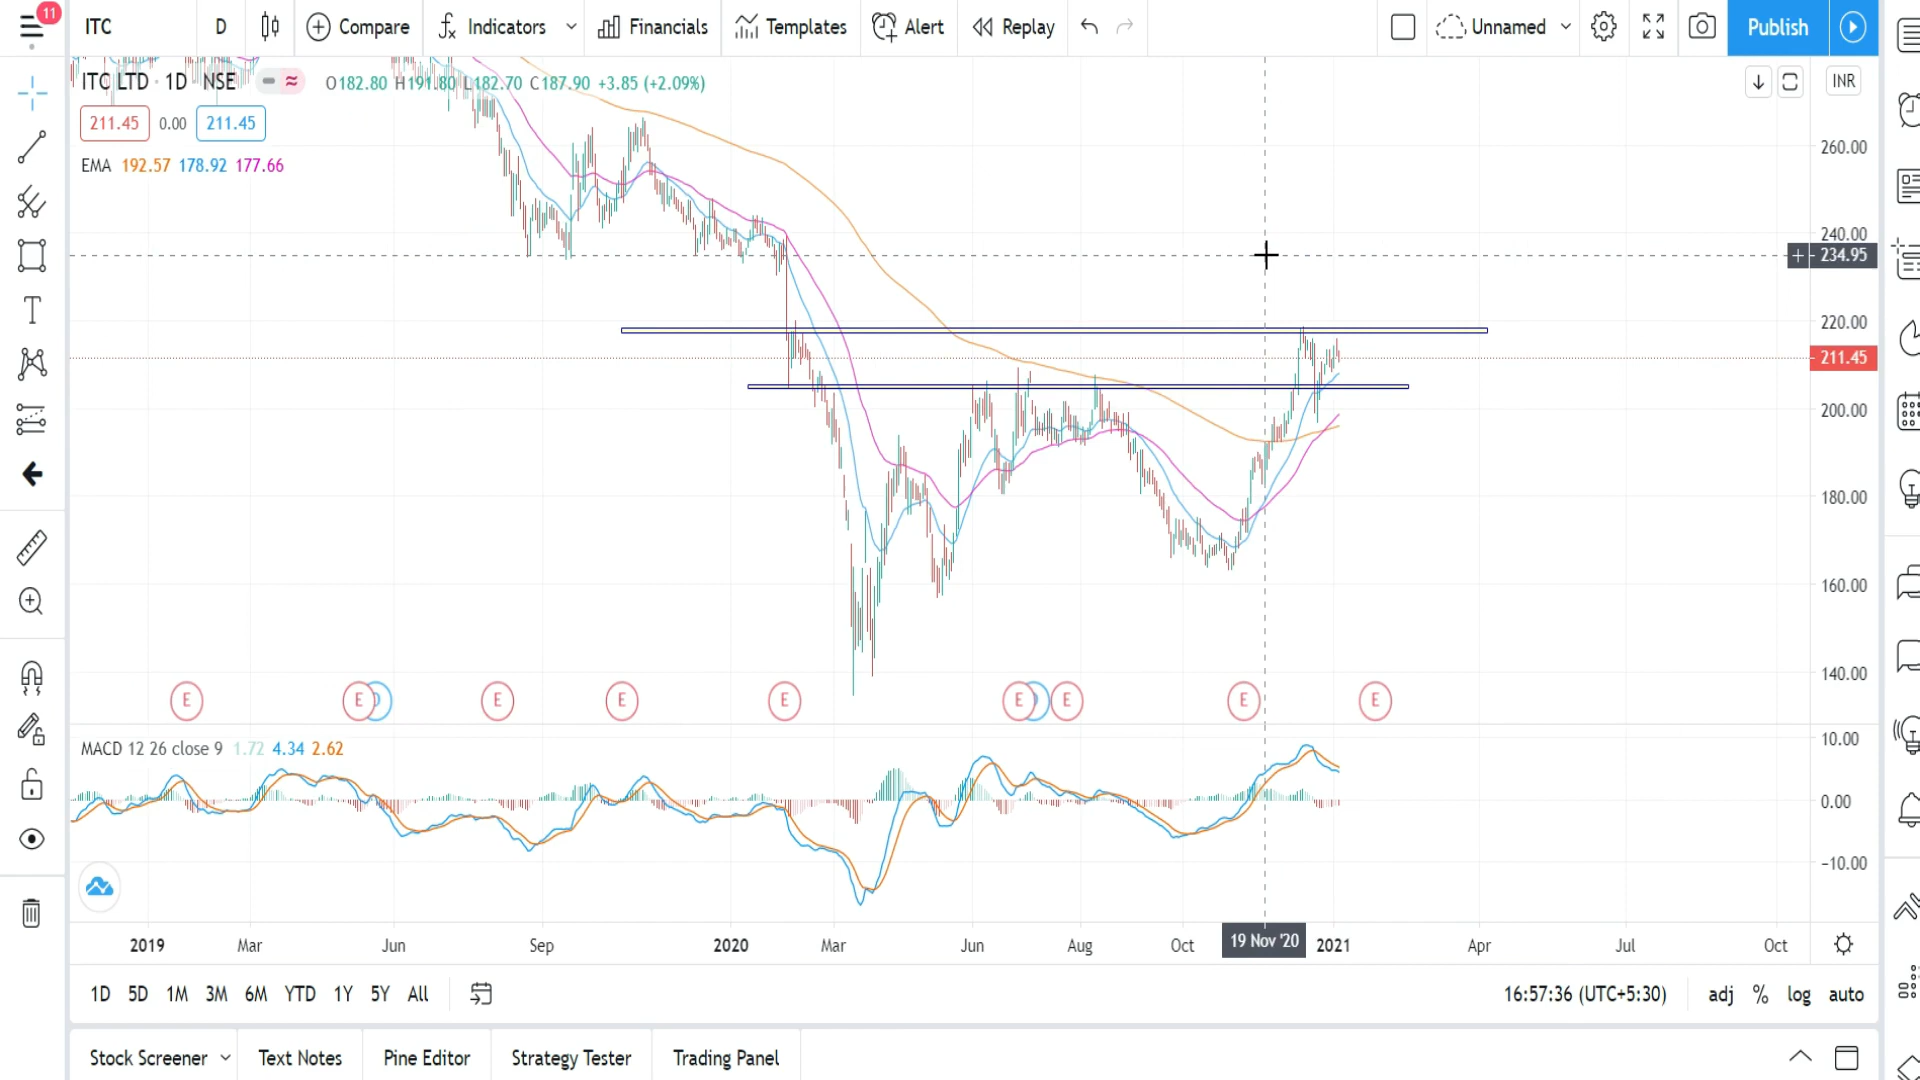 11
ITC
D
Compare
Indicators
Financials
Templates
Alert
Replay
Unnamed
Publish
ITC LTD · 1D · NSE
O182.80 H191.80 L182.70 C187.90 +3.85 (+2.09%)
INR
211.45 0.00 211.45
EMA 192.57 178.92 177.66
260.00
240.00
234.95
220.00
211.45
200.00
180.00
160.00
140.00
E E D E E E E E E E
MACD 12 26 close 9 1.72 4.34 2.62
10.00
0.00
−10.00
2019 Mar Jun Sep 2020 Mar Jun Aug Oct 19 Nov '20 2021 Apr Jul Oct
1D 5D 1M 3M 6M YTD 1Y 5Y All
16:57:36 (UTC+5:30) adj % log auto
Stock Screener Text Notes Pine Editor Strategy Tester Trading Panel